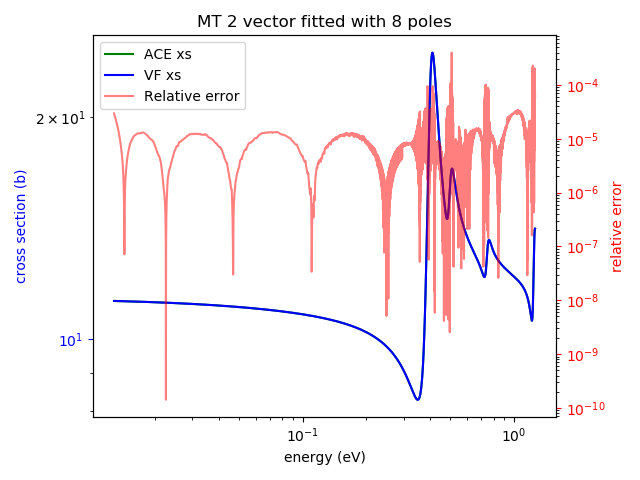 MT 2 vector fitted with 8 poles
ACE xs
VF xs
Relative error
cross section (b)
2 × 10¹
10¹
10⁻⁴
10⁻⁵
10⁻⁶
10⁻⁷
10⁻⁸
10⁻⁹
10⁻¹⁰
relative error
10⁻¹
10⁰
energy (eV)